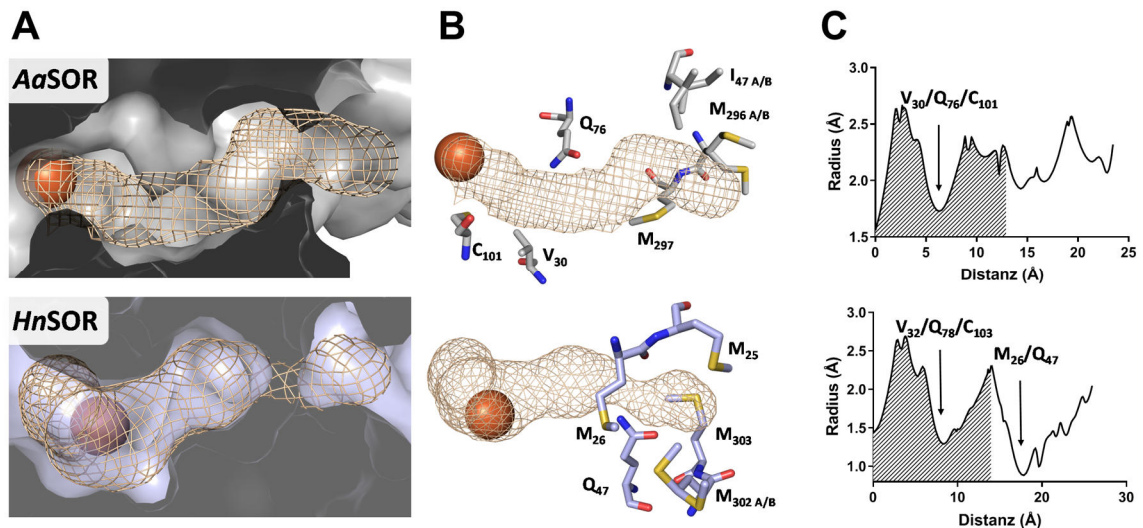 A
AaSOR
HnSOR
B
Q76
I47 A/B
M296 A/B
M297
C101
V30
M25
M26
M303
Q47
M302 A/B
C
V30/Q76/C101
Radius (Å)
3.0
2.5
2.0
1.5
0 5 10 15 20 25
Distanz (Å)
V32/Q78/C103
M26/Q47
Radius (Å)
3.0
2.5
2.0
1.5
1.0
0 10 20 30
Distanz (Å)